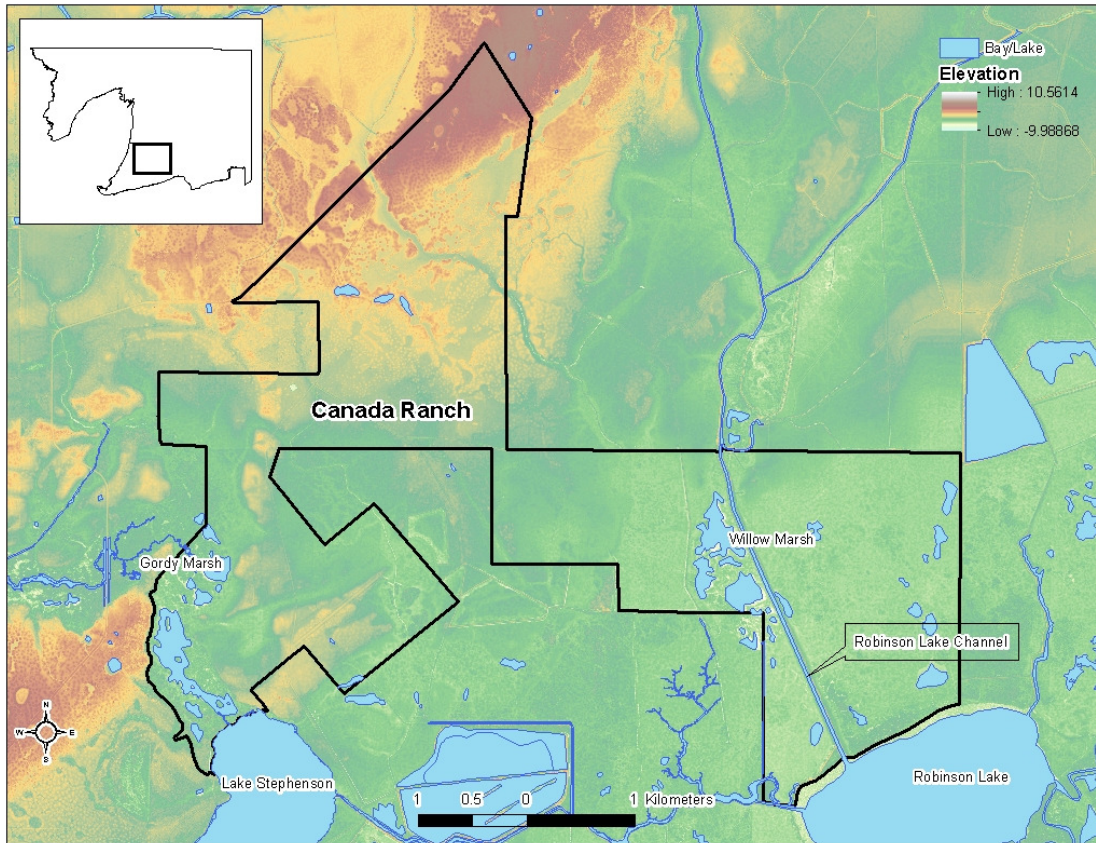 Bay/Lake
Elevation
High : 10.5614
Low : -9.98868
Canada Ranch
Willow Marsh
Gordy Marsh
Robinson Lake Channel
N
W E
S
Lake Stephenson
Robinson Lake
1 0.5 0 1 Kilometers